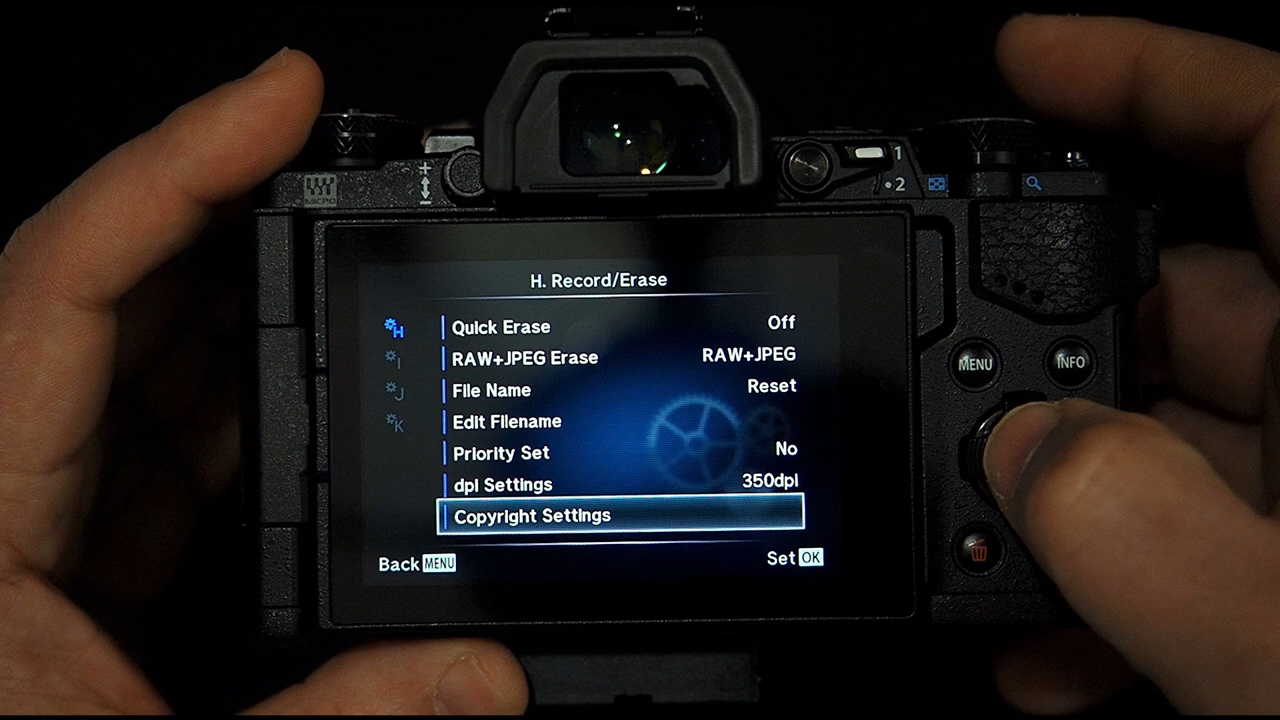 MICRO
1
2
H. Record/Erase
H
Quick Erase Off
I
RAW+JPEG Erase RAW+JPEG
J
File Name Reset
K
Edit Filename
Priority Set No
dpi Settings 350dpi
Copyright Settings
Back MENU
Set OK
MENU
INFO